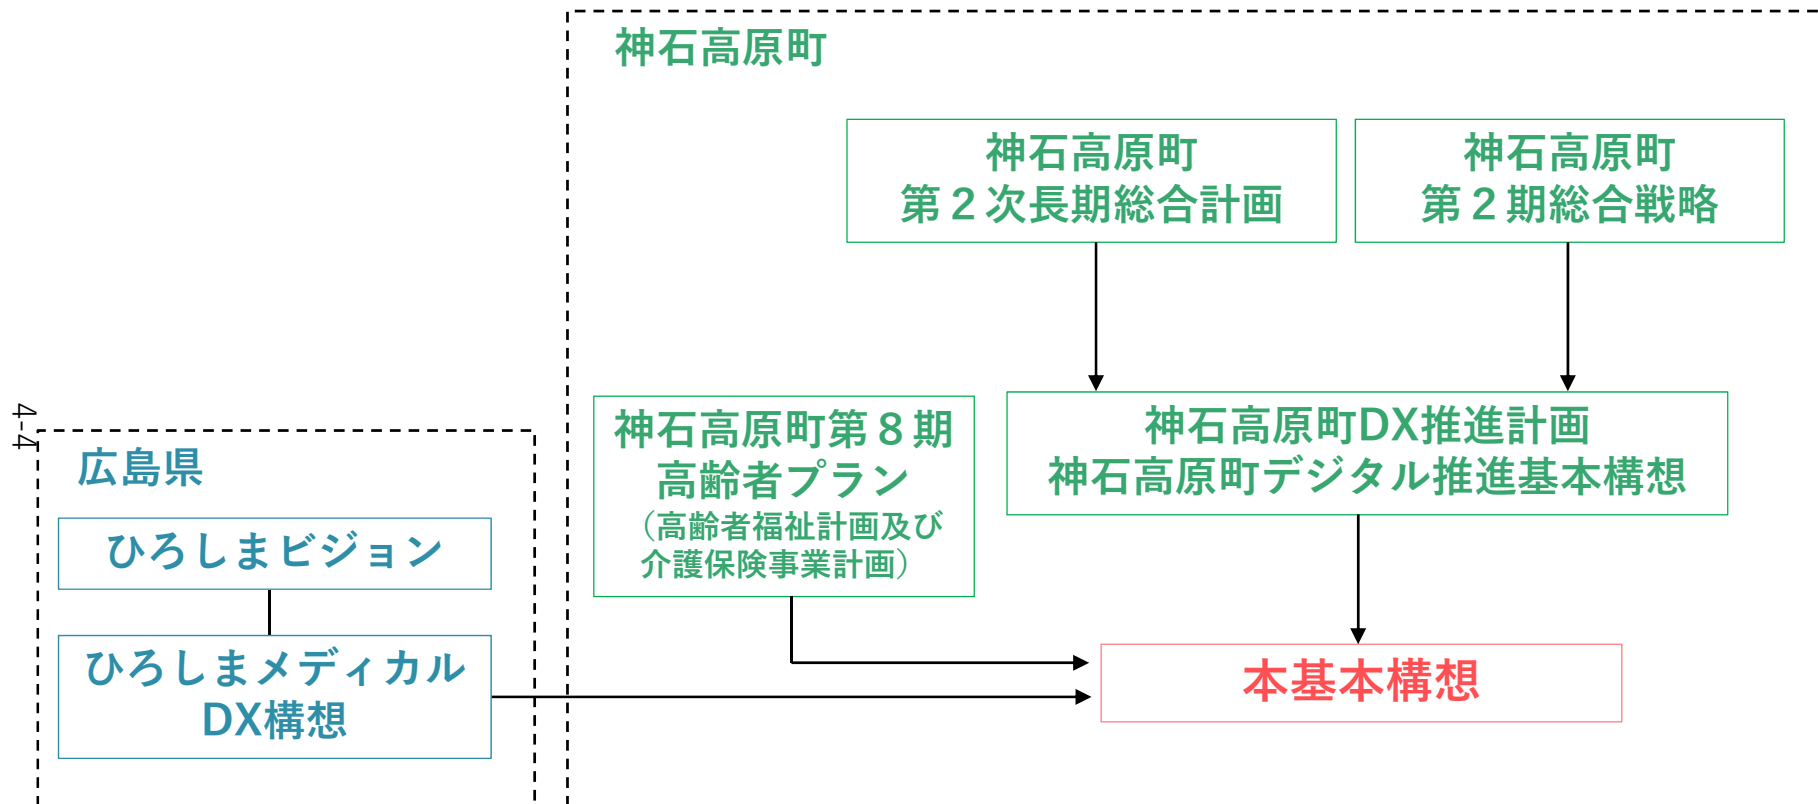 神石高原町
神石高原町
第２次長期総合計画
神石高原町
第２期総合戦略
神石高原町第８期
高齢者プラン
（高齢者福祉計画及び
介護保険事業計画）
神石高原町DX推進計画
神石高原町デジタル推進基本構想
4-4
広島県
ひろしまビジョン
ひろしまメディカル
DX構想
本基本構想